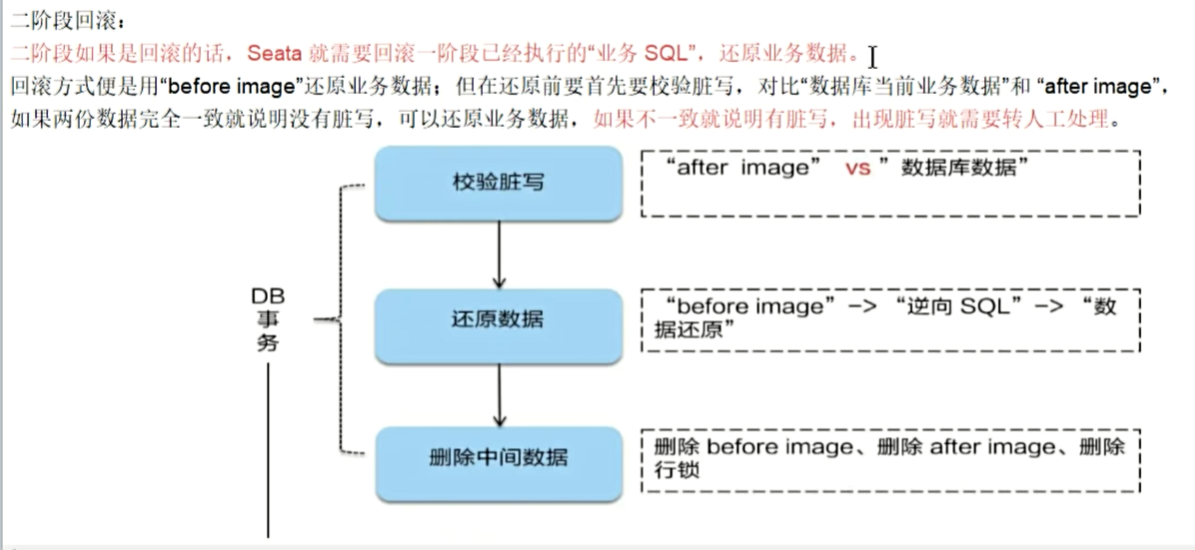 二阶段回滚：
二阶段如果是回滚的话，Seata 就需要回滚一阶段已经执行的“业务 SQL”，还原业务数据。
回滚方式便是用“before image”还原业务数据；但在还原前要首先要校验脏写，对比“数据库当前业务数据”和 “after image”，
如果两份数据完全一致就说明没有脏写，可以还原业务数据，如果不一致就说明有脏写，出现脏写就需要转人工处理。
校验脏写
“after image” vs ”数据库数据”
DB
事
务
还原数据
“before image” –> “逆向 SQL” –> “数
据还原”
删除中间数据
删除 before image、删除 after image、删除
行锁